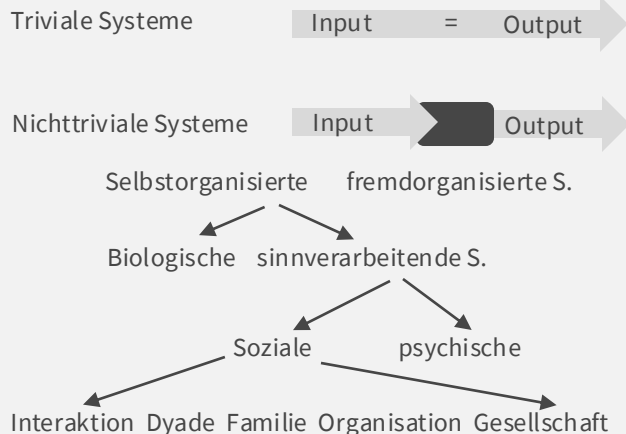 Triviale Systeme Input = Output
Nichttriviale Systeme Input Output
Selbstorganisierte fremdorganisierte S.
Biologische sinnverarbeitende S.
Soziale psychische
Interaktion Dyade Familie Organisation Gesellschaft